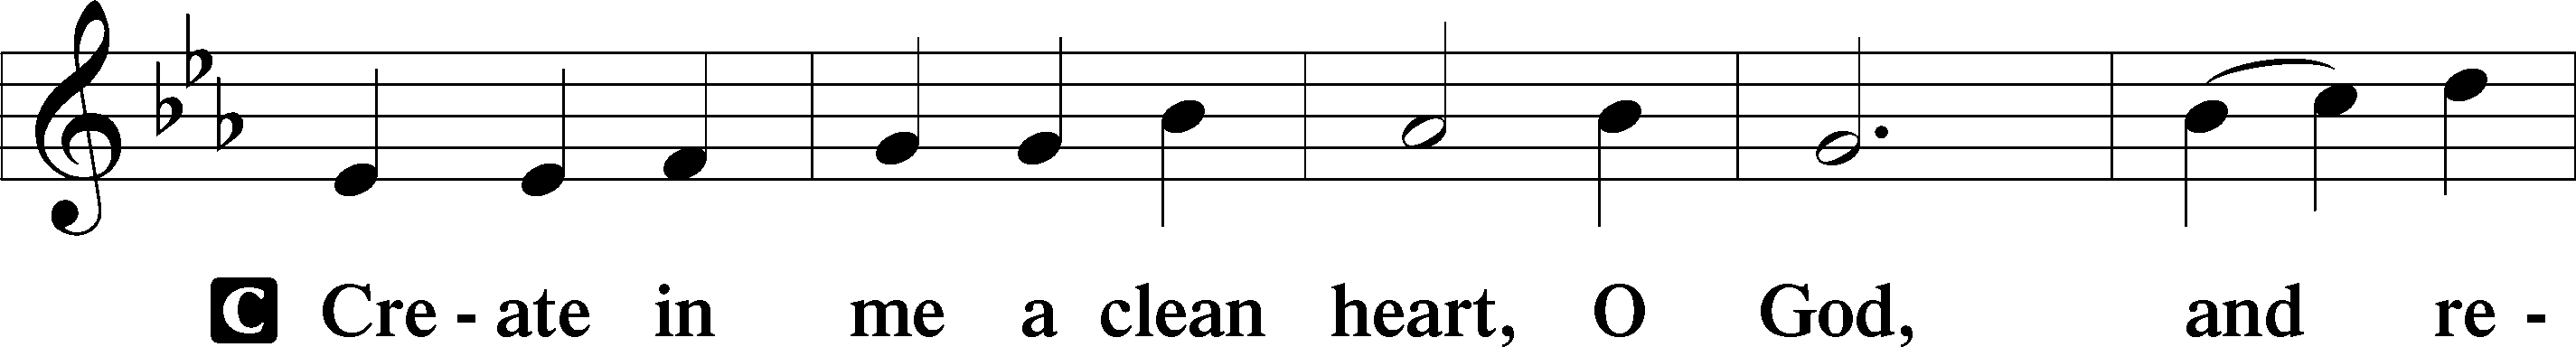 C Cre - ate in me a clean heart, O God, and re -